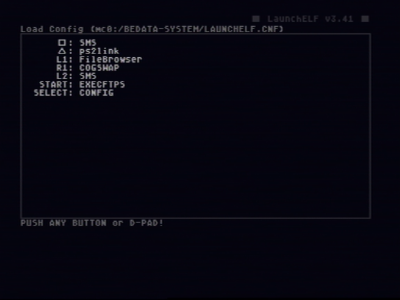 ■ LaunchELF v3.41 ■
Load Config (mc0:/BEDATA-SYSTEM/LAUNCHELF.CNF)
□: SMS
△: ps2link
L1: FileBrowser
R1: COGSWAP
L2: SMS
START: EXECFTPS
SELECT: CONFIG
PUSH ANY BUTTON or D-PAD!